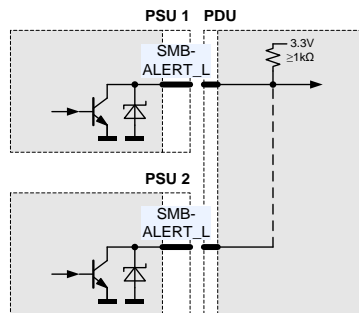 PSU 1 PDU
SMB-
ALERT_L
3.3V
≥1kΩ
PSU 2
SMB-
ALERT_L